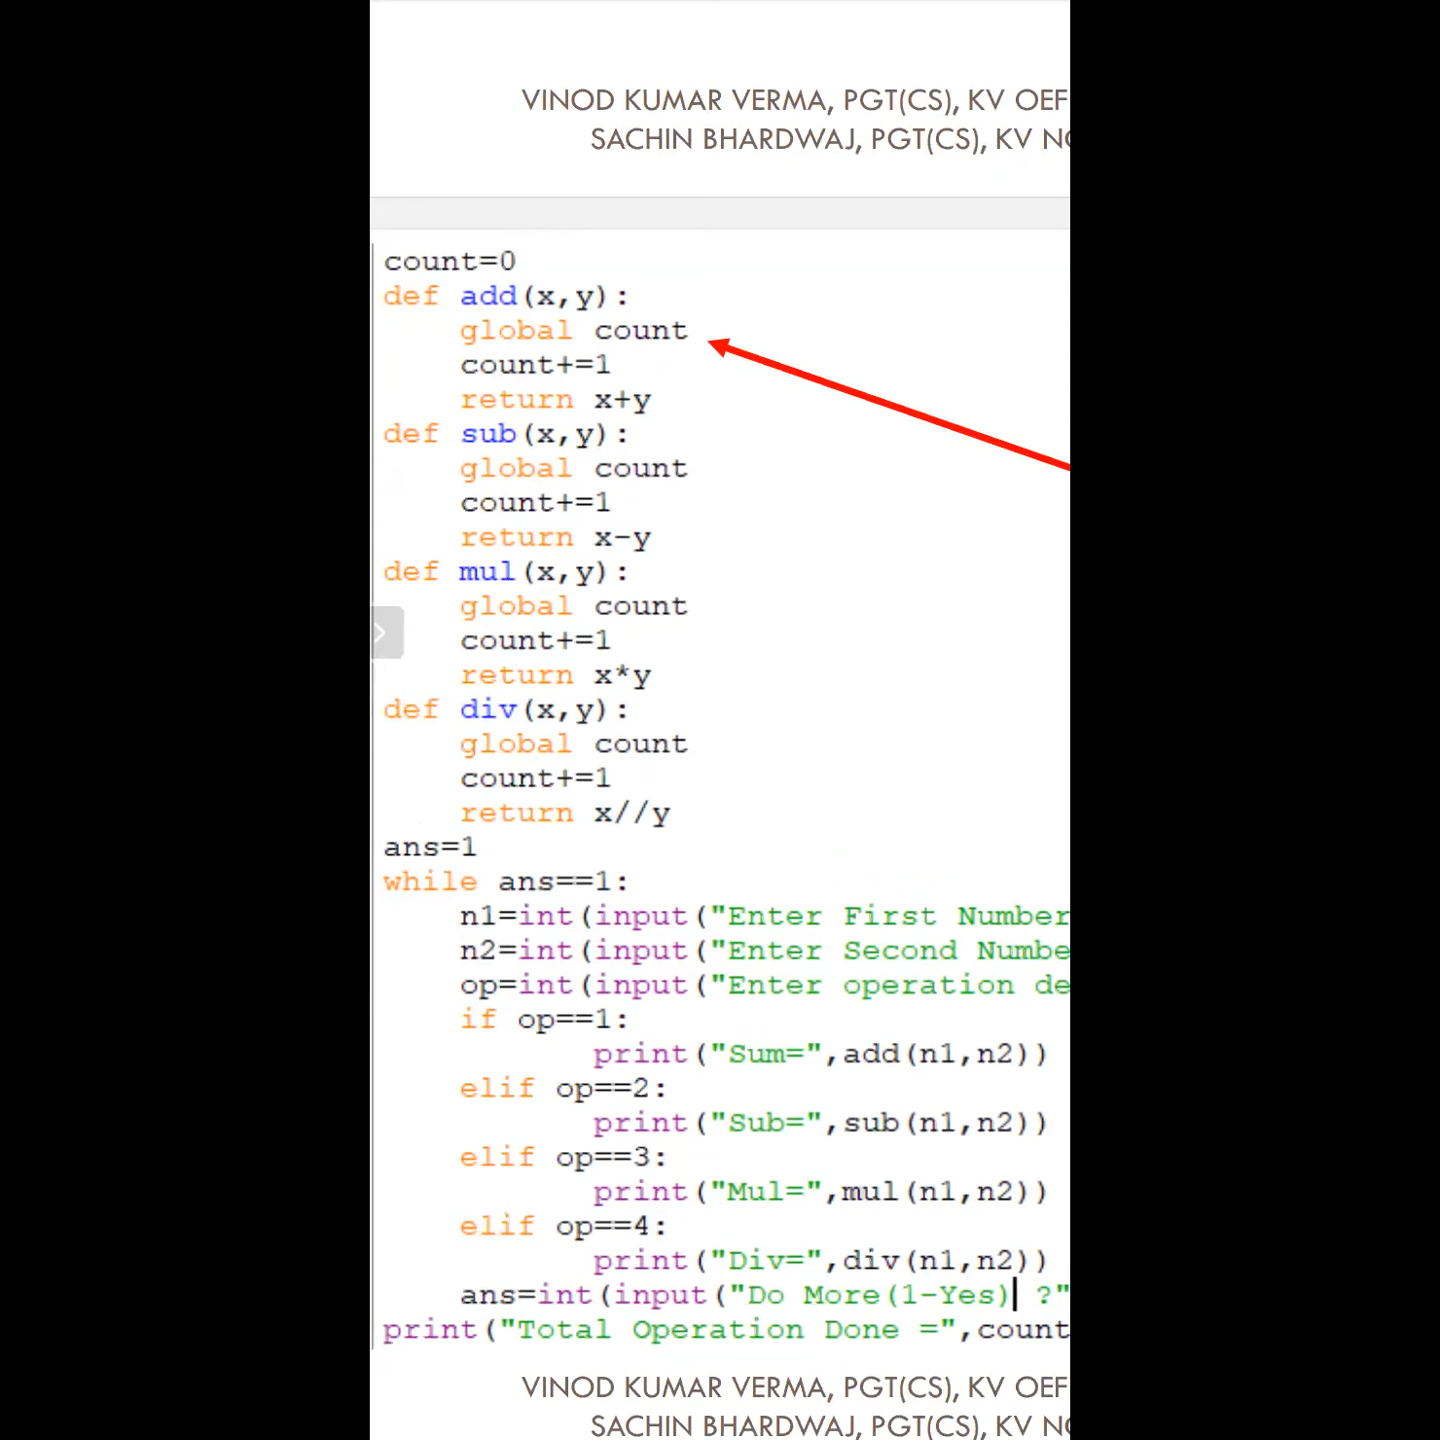 VINOD KUMAR VERMA, PGT(CS), KV OEF
SACHIN BHARDWAJ, PGT(CS), KV
count=0
def add(x,y):
    global count
    count+=1
    return x+y
def sub(x,y):
    global count
    count+=1
    return x-y
def mul(x,y):
    global count
    count+=1
    return x*y
def div(x,y):
    global count
    count+=1
    return x//y
ans=1
while ans==1:
    n1=int(input("Enter First Number
    n2=int(input("Enter Second Numbe
    op=int(input("Enter operation de
    if op==1:
           print("Sum=",add(n1,n2))
    elif op==2:
           print("Sub=",sub(n1,n2))
    elif op==3:
           print("Mul=",mul(n1,n2))
    elif op==4:
           print("Div=",div(n1,n2))
    ans=int(input("Do More(1-Yes) ?"
print("Total Operation Done =",count
VINOD KUMAR VERMA, PGT(CS), KV OEF
SACHIN BHARDWAJ, PGT(CS), KV